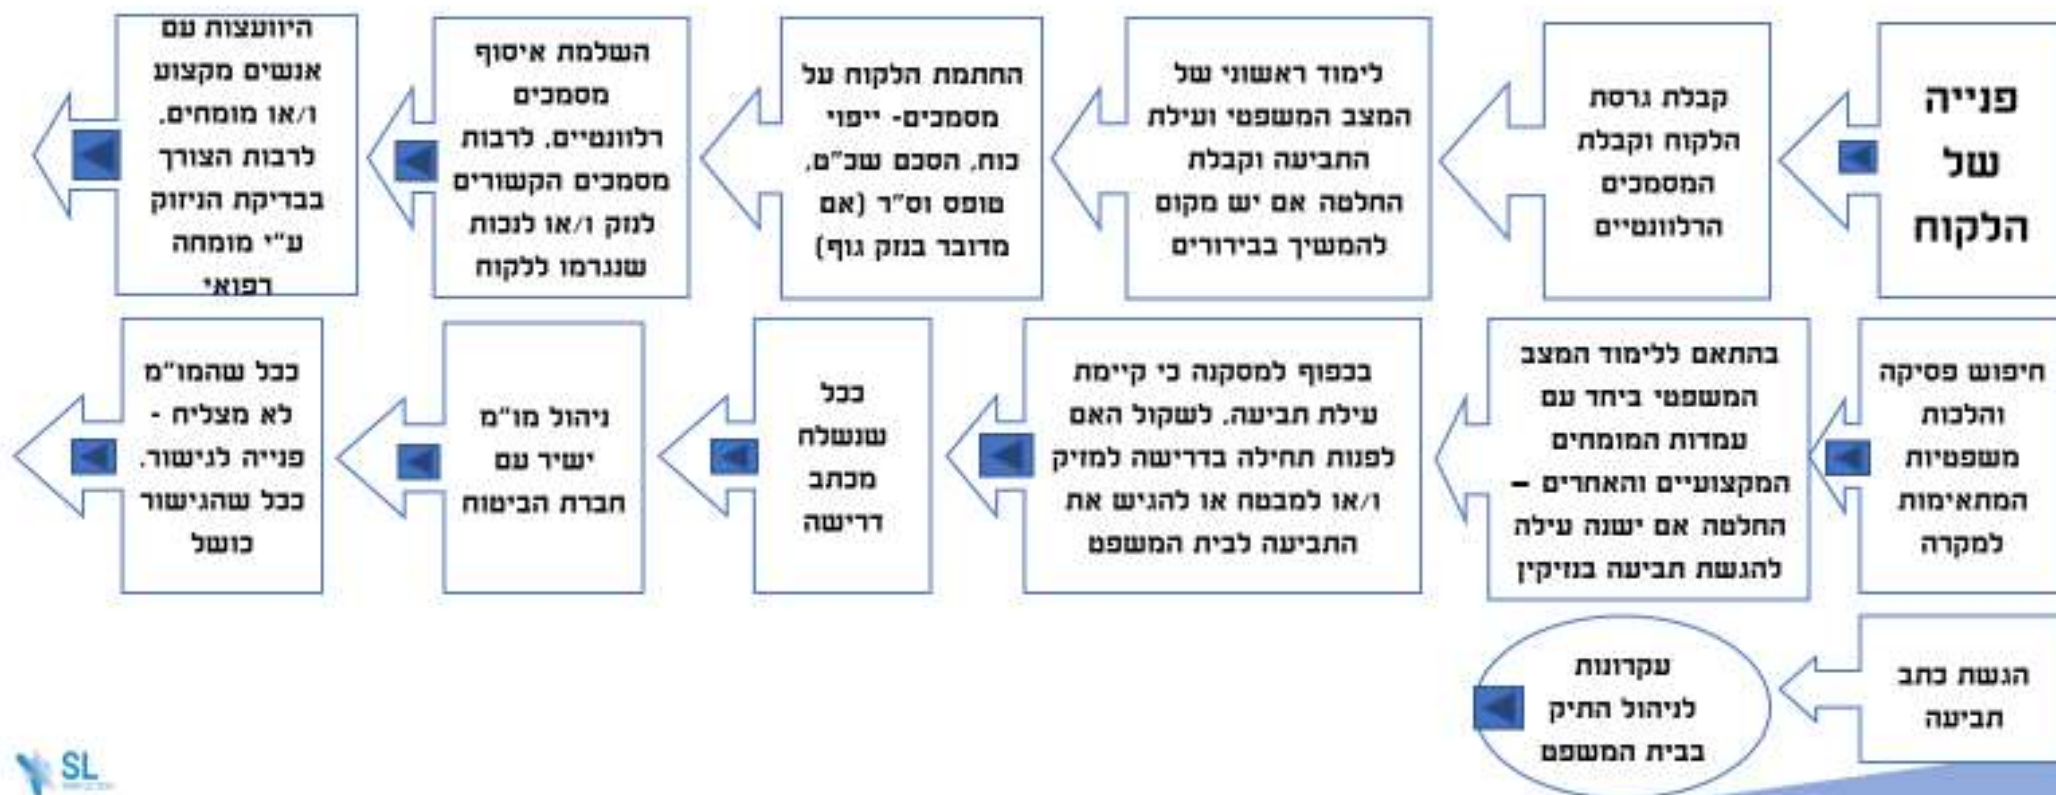 פנייה
של
הלקוח
קבלת גרסת
הלקוח וקבלת
המסמכים
הרלוונטיים
לימוד ראשוני של
המצב המשפטי ועילת
התביעה וקבלת
החלטה אם יש מקום
להמשיך בבירורים
החתמת הלקוח על
מסמכים- ייפוי
כוח, הסכם שכ"ט,
טופס וס"ר (אם
מדובר בנזק גוף)
השלמת איסוף
מסמכים
רלוונטיים, לרבות
מסמכים הקשורים
לנזק ו/או לנכות
שנגרמו ללקוח
היוועצות עם
אנשים מקצוע
ו/או מומחים,
לרבות הצורך
בבדיקת הניזוק
ע"י מומחה
רפואי
חיפוש פסיקה
והלכות
משפטיות
המתאימות
למקרה
בהתאם ללימוד המצב
המשפטי ביחד עם
עמדות המומחים
המקצועיים והאחרים –
החלטה אם ישנה עילה
להגשת תביעה בנזיקין
בכפוף למסקנה כי קיימת
עילת תביעה, לשקול האם
לפנות תחילה בדרישה למזיק
ו/או למבטח או להגיש את
התביעה לבית המשפט
ככל
שנשלח
מכתב
דרישה
ניהול מו"מ
ישיר עם
חברת הביטוח
ככל שהמו"מ
לא מצליח -
פנייה לגישור.
ככל שהגישור
כושל
הגשת כתב
תביעה
עקרונות
לניהול התיק
בבית המשפט
SL